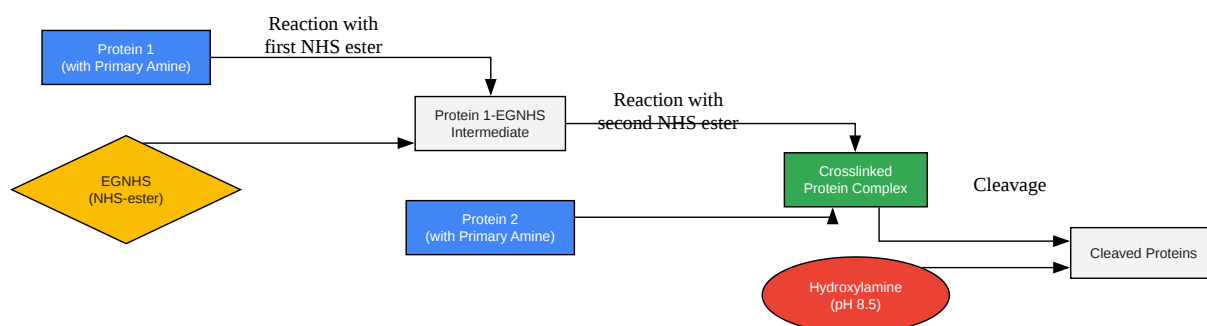 Reaction with
first NHS ester
Protein 1
(with Primary Amine)
Protein 1-EGNHS
Intermediate
Reaction with
second NHS ester
EGNHS
(NHS-ester)
Crosslinked
Protein Complex
Cleavage
Protein 2
(with Primary Amine)
Cleaved Proteins
Hydroxylamine
(pH 8.5)